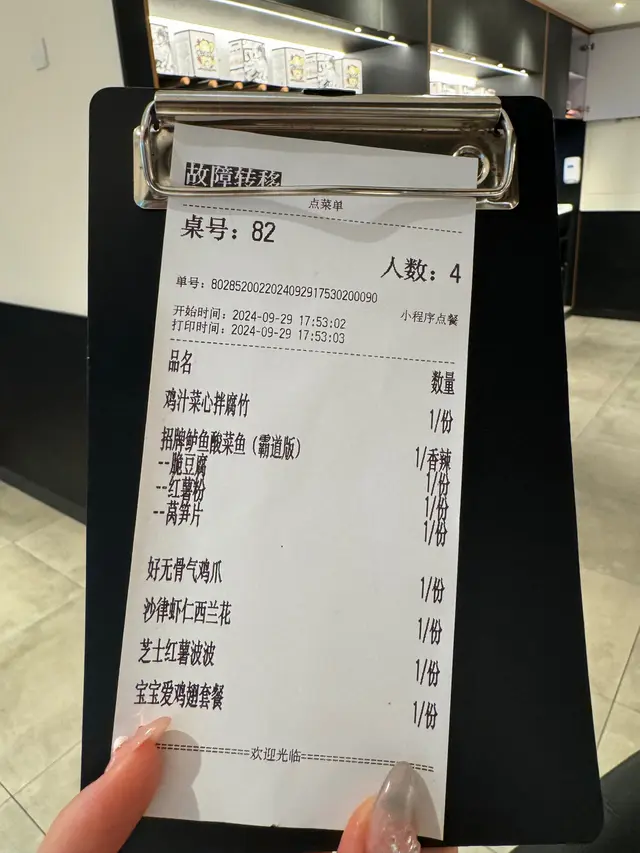 故障转移
点菜单
桌号：82
人数：4
单号：8028520022024092917530200090
小程序点餐
开始时间：2024-09-29 17:53:02
打印时间：2024-09-29 17:53:03
品名 数量
鸡汁菜心拌腐竹 1/份
招牌鲈鱼酸菜鱼（霸道版） 1/香辣
--脆豆腐 1/份
--红薯粉 1/份
--莴笋片 1/份
好无骨气鸡爪 1/份
沙律虾仁西兰花 1/份
芝士红薯波波 1/份
宝宝爱鸡翅套餐 1/份
欢迎光临